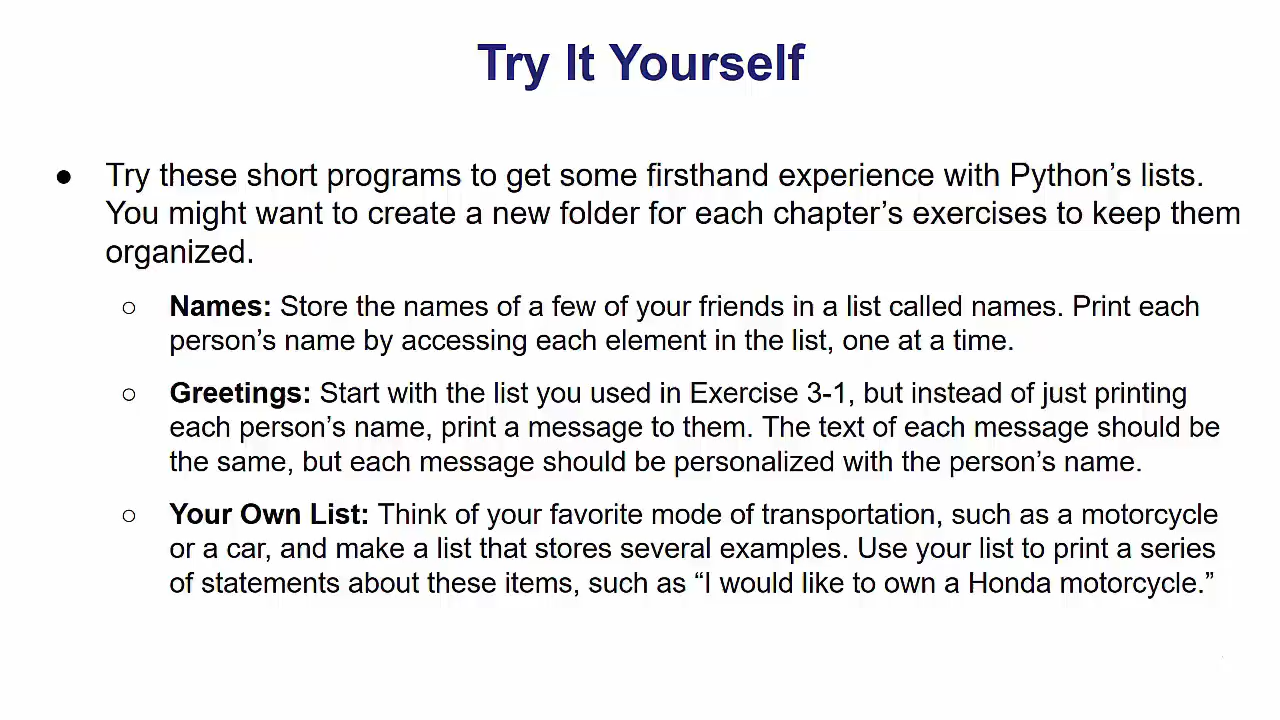 Try It Yourself
● Try these short programs to get some firsthand experience with Python’s lists.
You might want to create a new folder for each chapter’s exercises to keep them
organized.
○ Names: Store the names of a few of your friends in a list called names. Print each
person’s name by accessing each element in the list, one at a time.
○ Greetings: Start with the list you used in Exercise 3-1, but instead of just printing
each person’s name, print a message to them. The text of each message should be
the same, but each message should be personalized with the person’s name.
○ Your Own List: Think of your favorite mode of transportation, such as a motorcycle
or a car, and make a list that stores several examples. Use your list to print a series
of statements about these items, such as “I would like to own a Honda motorcycle.”